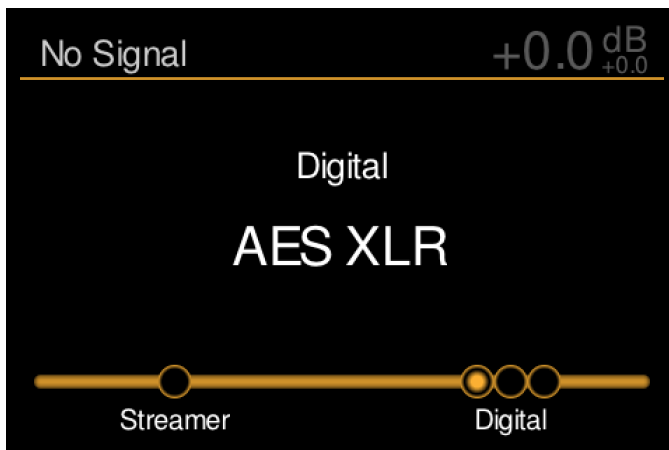 No Signal
+0.0 dB
+0.0
Digital
AES XLR
Streamer
Digital